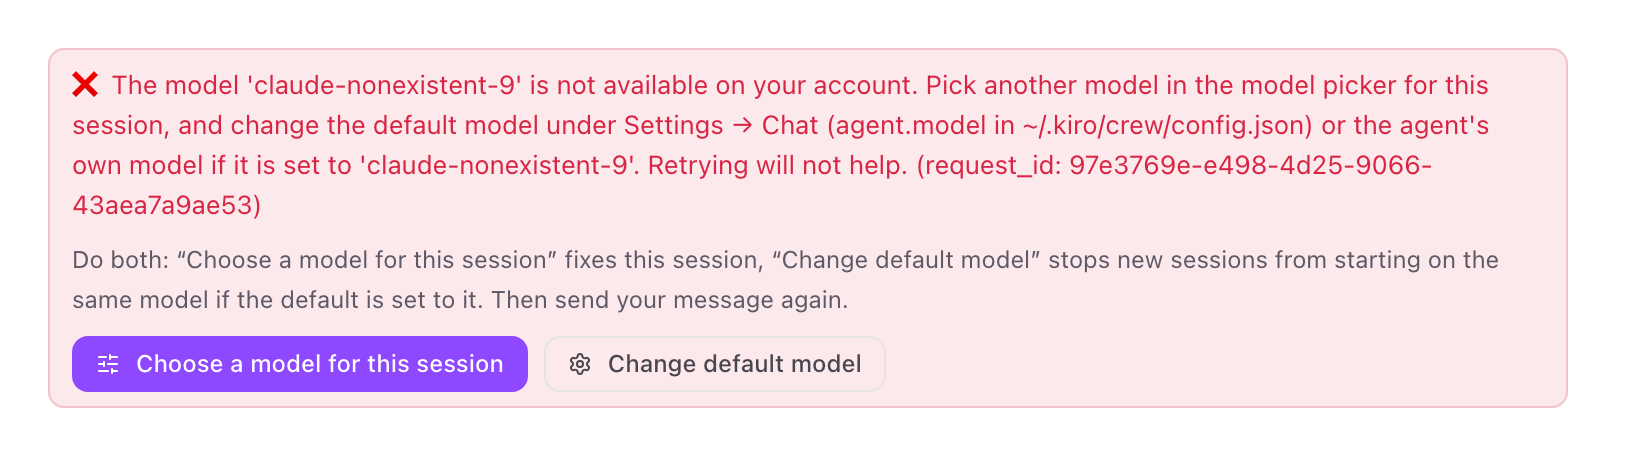 ❌ The model 'claude-nonexistent-9' is not available on your account. Pick another model in the model picker for this
session, and change the default model under Settings → Chat (agent.model in ~/.kiro/crew/config.json) or the agent's
own model if it is set to 'claude-nonexistent-9'. Retrying will not help. (request_id: 97e3769e-e498-4d25-9066-
43aea7a9ae53)
Do both: “Choose a model for this session” fixes this session, “Change default model” stops new sessions from starting on the
same model if the default is set to it. Then send your message again.
Choose a model for this session
Change default model